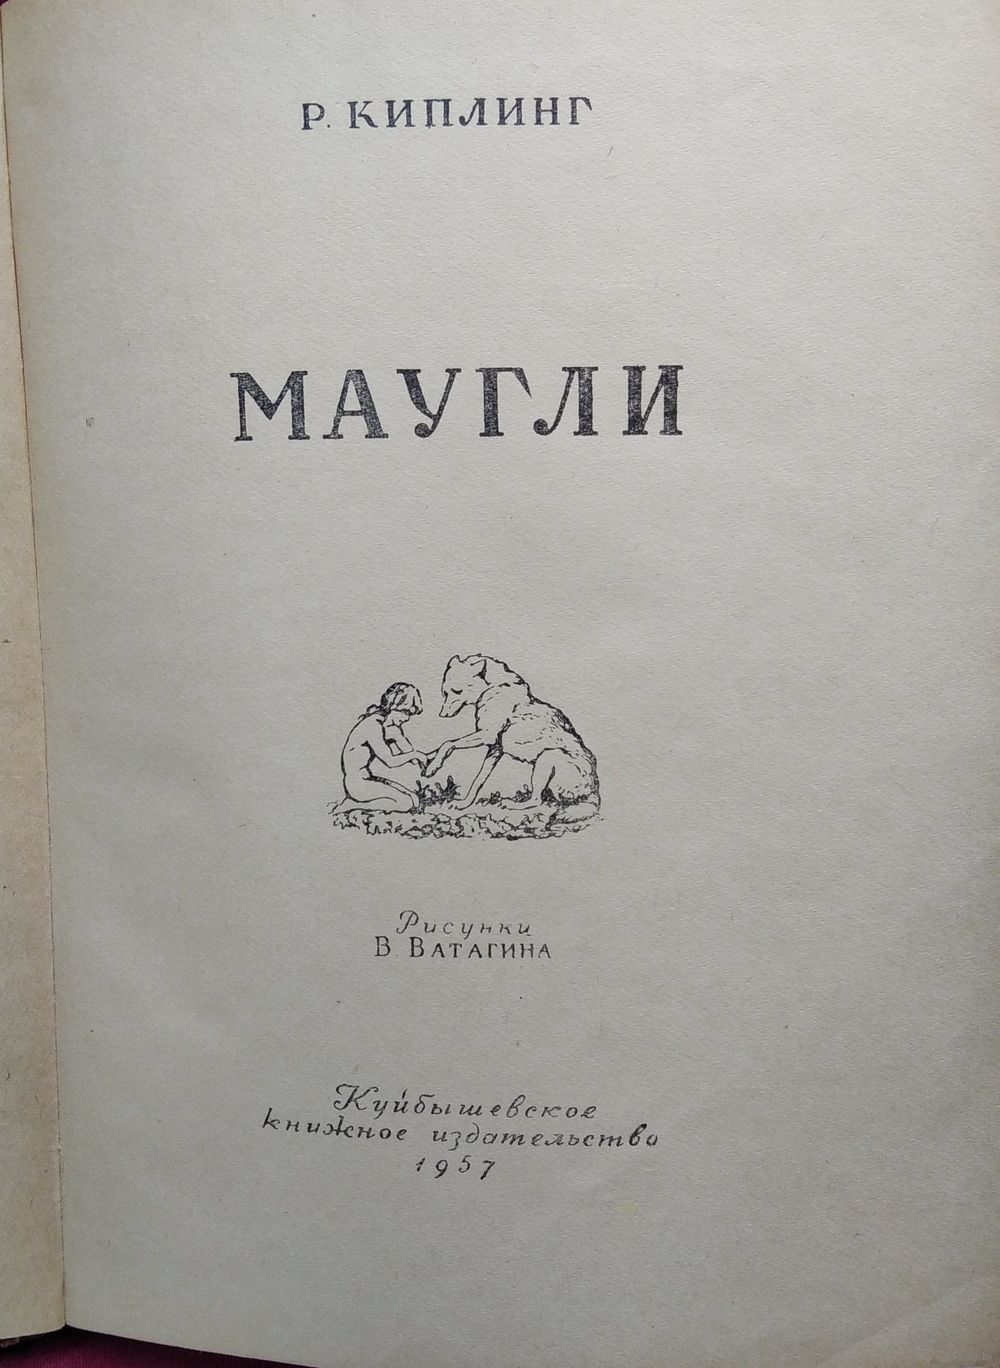 Р. КИПЛИНГ
МАУГЛИ
Рисунки
В. ВАТАГИНА
Куйбышевское
книжное издательство
1957